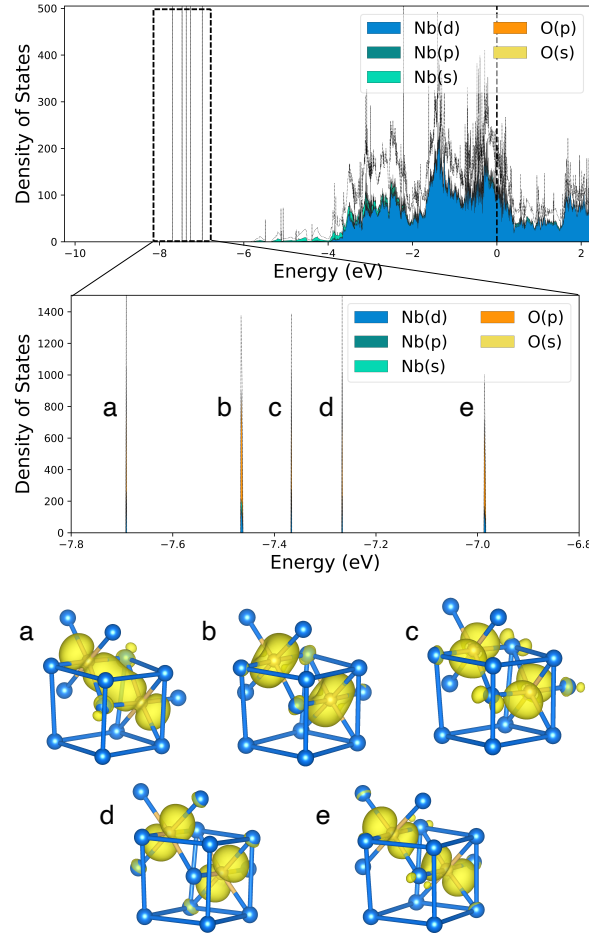 500
400
300
200
100
0
Density of States
Nb(d) O(p)
Nb(p) O(s)
Nb(s)
−10 −8 −6 −4 −2 0 2
Energy (eV)
1400
1200
1000
800
600
400
200
0
Density of States
Nb(d) O(p)
Nb(p) O(s)
Nb(s)
a b c d e
−7.8 −7.6 −7.4 −7.2 −7.0 −6.8
Energy (eV)
a b c
d e